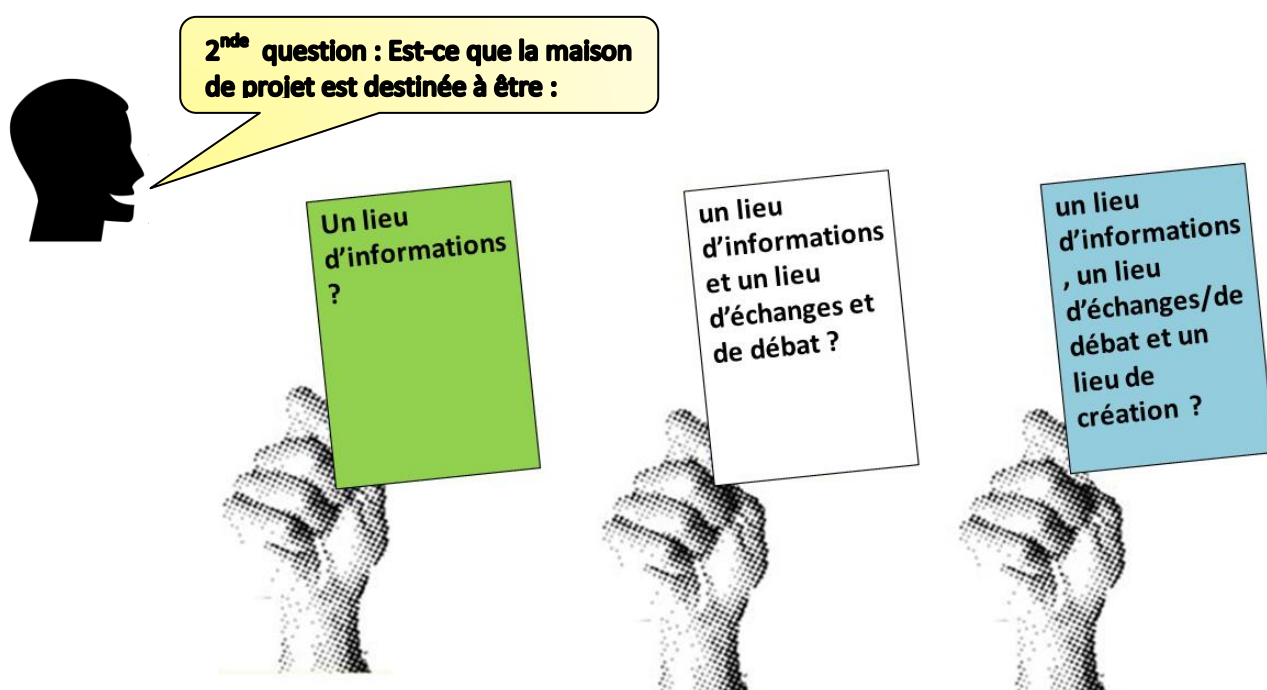 2nde question : Est-ce que la maison
de projet est destinée à être :
Un lieu
d’informations
?
un lieu
d’informations
et un lieu
d’échanges et
de débat ?
un lieu
d’informations
, un lieu
d’échanges/de
débat et un
lieu de
création ?